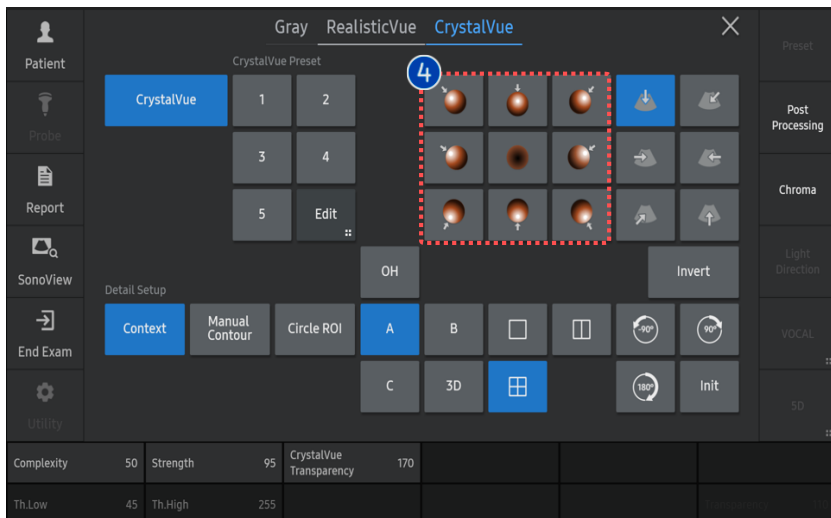 Gray RealisticVue CrystalVue
Patient
Probe
Report
SonoView
End Exam
Utility
CrystalVue Preset
4
CrystalVue 1 2
3 4
5 Edit
OH
Invert
Detail Setup
Context Manual Contour Circle ROI A B -90° 90°
C 3D 180° Init
Preset
Post
Processing
Chroma
Light
Direction
VOCAL
5D
Complexity 50 Strength 95 CrystalVue
Transparency 170
Th.Low 45 Th.High 255
Transparency